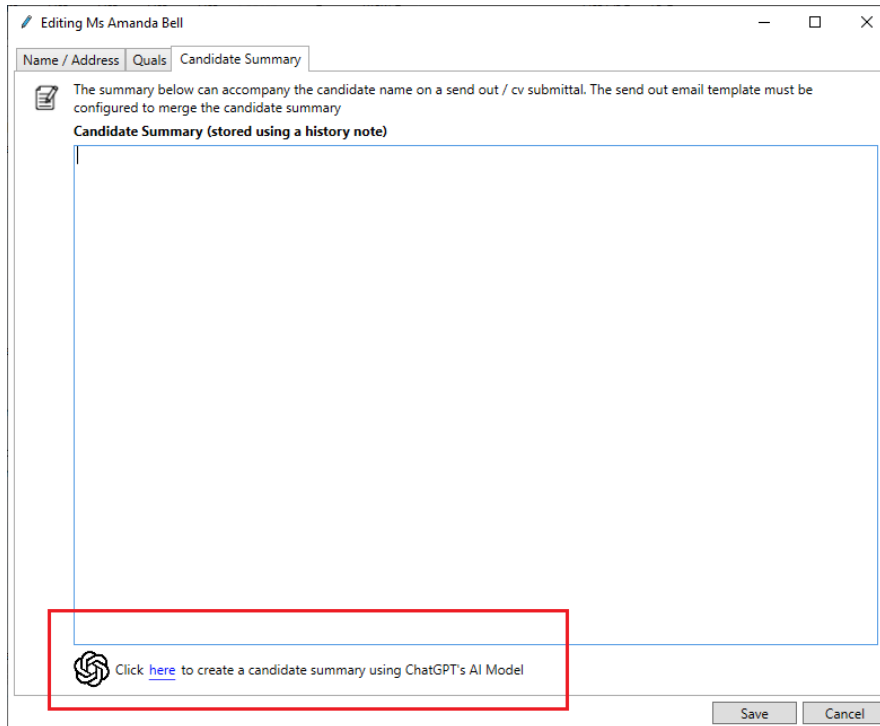 Editing Ms Amanda Bell
Name / Address Quals Candidate Summary
The summary below can accompany the candidate name on a send out / cv submittal. The send out email template must be
configured to merge the candidate summary
Candidate Summary (stored using a history note)
Click here to create a candidate summary using ChatGPT's AI Model
Save Cancel